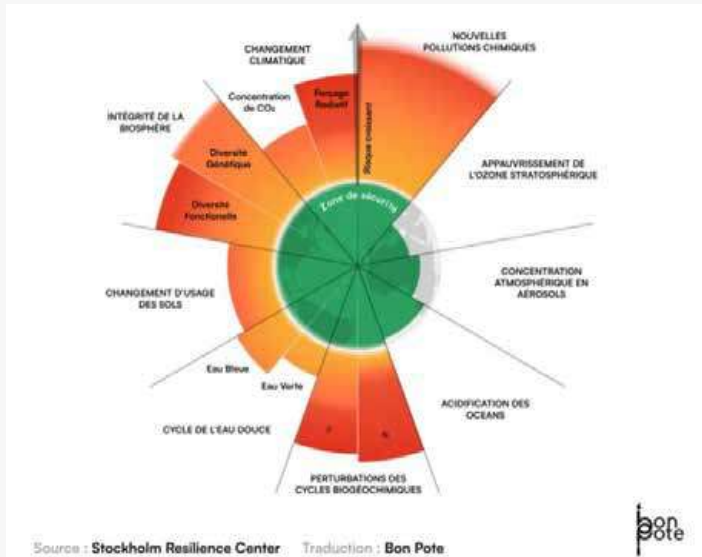 NOUVELLES
POLLUTIONS CHIMIQUES
CHANGEMENT
CLIMATIQUE
Forçage
Radiatif
Concentration
de CO₂
Risque croissant
INTÉGRITÉ DE LA
BIOSPHÈRE
Diversité
Génétique
Diversité
Fonctionelle
APPAUVRISSEMENT DE
L'OZONE STRATOSPHÉRIQUE
Zone de sécurité
CONCENTRATION
ATMOSPHÉRIQUE EN
AÉROSOLS
CHANGEMENT D'USAGE
DES SOLS
Eau Bleue
Eau Verte
ACIDIFICATION DES
OCEANS
CYCLE DE L'EAU DOUCE
P
N
PERTURBATIONS DES
CYCLES BIOGÉOCHIMIQUES
bon
pote
Source : Stockholm Resilience Center Traduction : Bon Pote